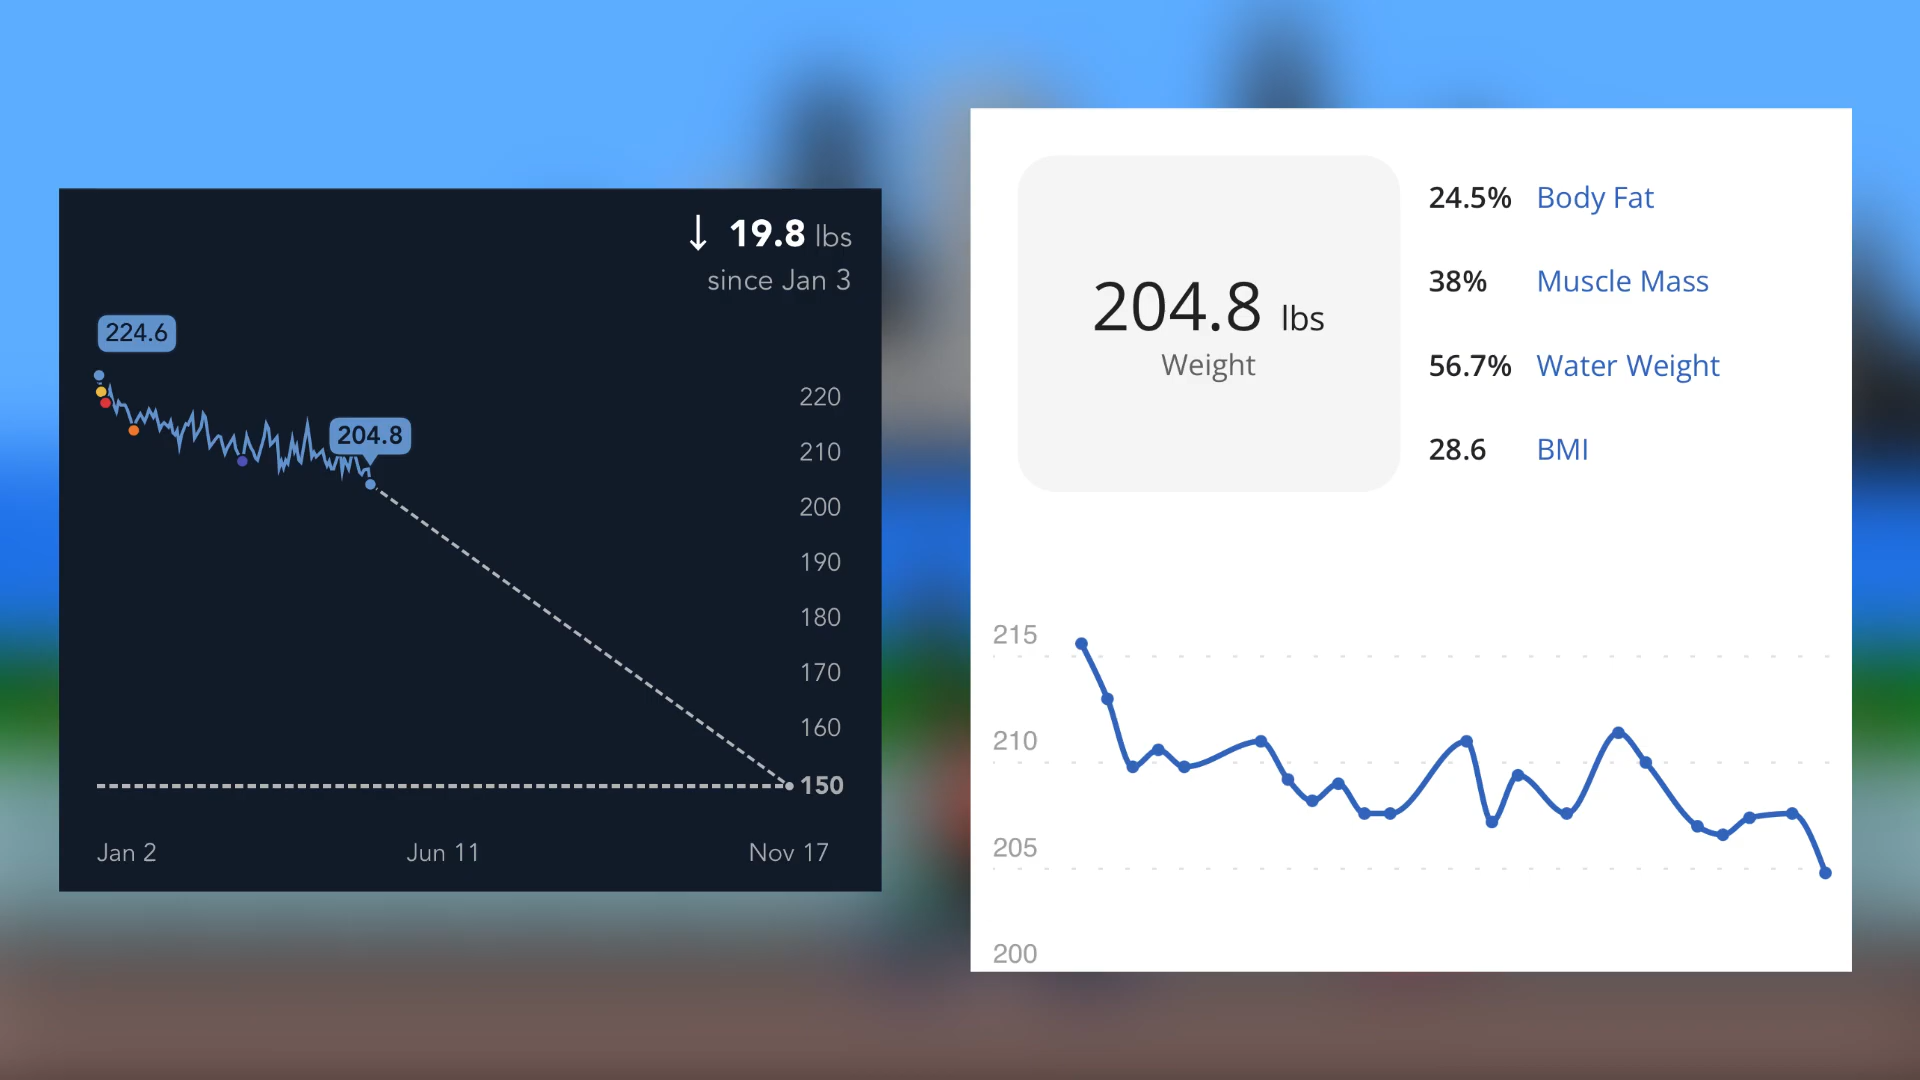 ↓ 19.8 lbs
since Jan 3
224.6
204.8
220
210
200
190
180
170
160
150
Jan 2
Jun 11
Nov 17
204.8 lbs
Weight
24.5% Body Fat
38% Muscle Mass
56.7% Water Weight
28.6 BMI
215
210
205
200